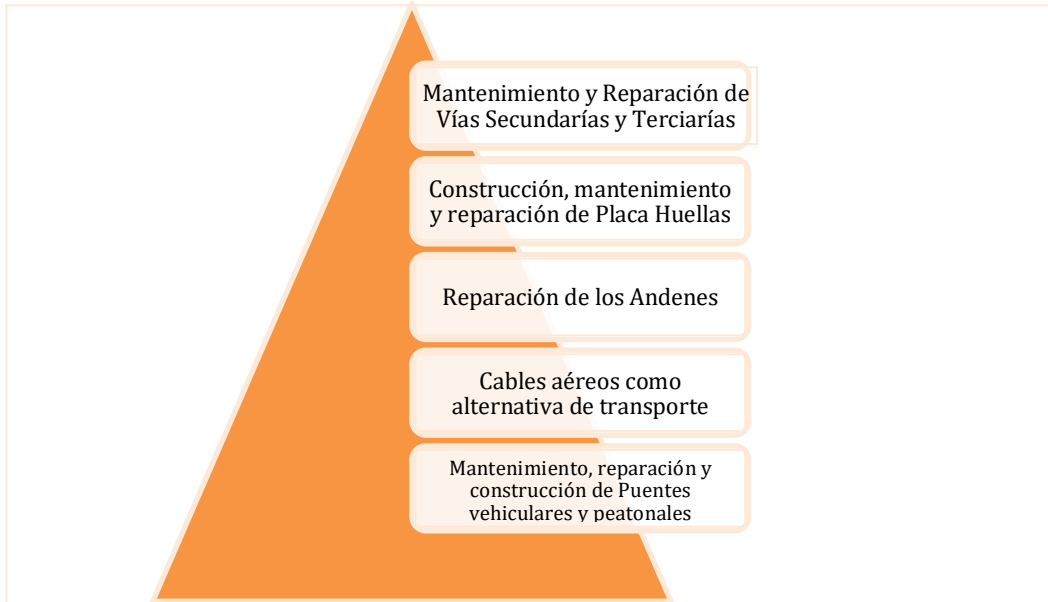 Mantenimiento y Reparación de
Vías Secundarías y Terciarías
Construcción, mantenimiento
y reparación de Placa Huellas
Reparación de los Andenes
Cables aéreos como
alternativa de transporte
Mantenimiento, reparación y
construcción de Puentes
vehiculares y peatonales